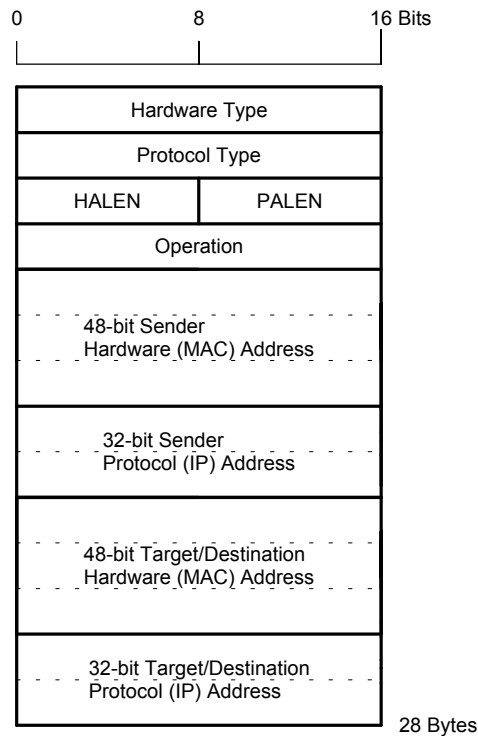 0 8 16 Bits
Hardware Type
Protocol Type
HALEN PALEN
Operation
48-bit Sender
Hardware (MAC) Address
32-bit Sender
Protocol (IP) Address
48-bit Target/Destination
Hardware (MAC) Address
32-bit Target/Destination
Protocol (IP) Address
28 Bytes